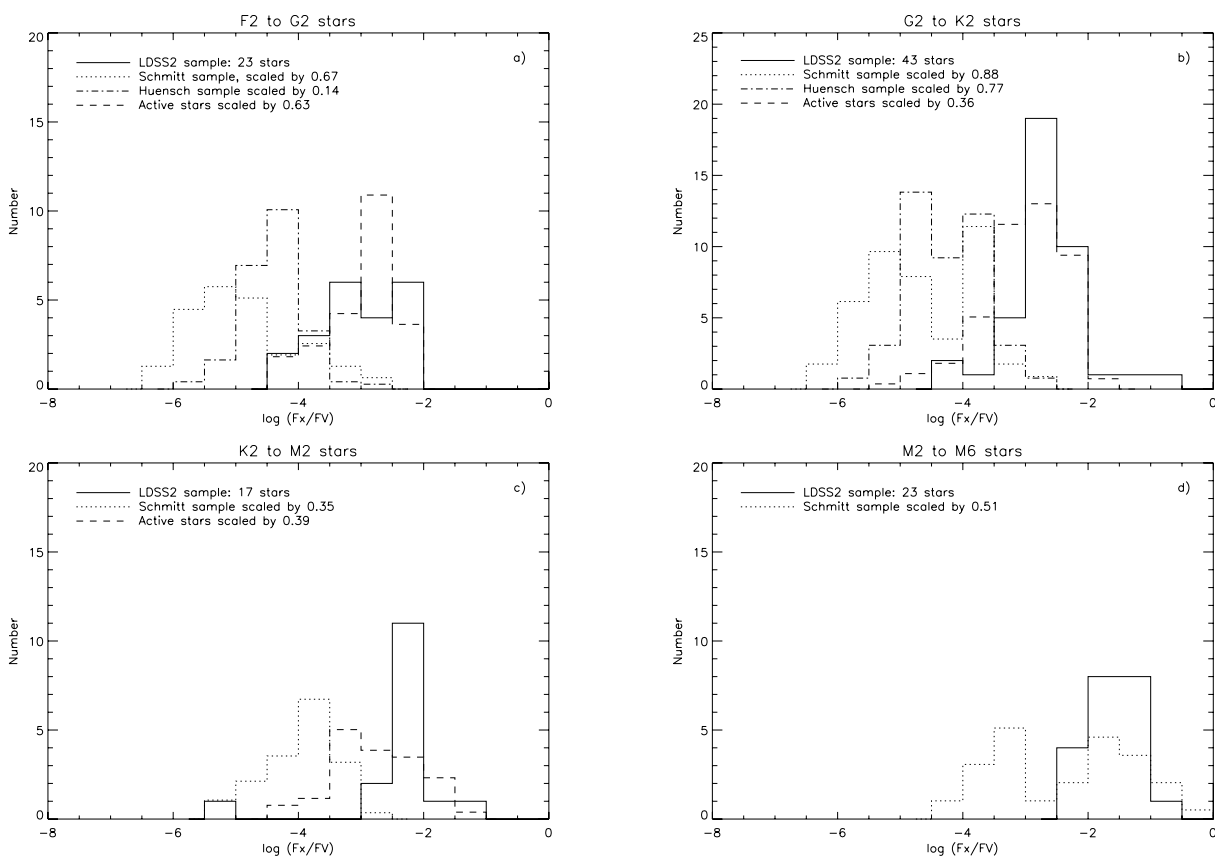 F2 to G2 stars
20
15
10
5
0
Number
a)
LDSS2 sample: 23 stars
Schmitt sample, scaled by 0.67
Huensch sample scaled by 0.14
Active stars scaled by 0.63
-8 -6 -4 -2 0
log (Fx/FV)
G2 to K2 stars
25
20
15
10
5
0
Number
b)
LDSS2 sample: 43 stars
Schmitt sample scaled by 0.88
Huensch sample scaled by 0.77
Active stars scaled by 0.36
-8 -6 -4 -2 0
log (Fx/FV)
K2 to M2 stars
20
15
10
5
0
Number
c)
LDSS2 sample: 17 stars
Schmitt sample scaled by 0.35
Active stars scaled by 0.39
-8 -6 -4 -2 0
log (Fx/FV)
M2 to M6 stars
20
15
10
5
0
Number
d)
LDSS2 sample: 23 stars
Schmitt sample scaled by 0.51
-8 -6 -4 -2 0
log (Fx/FV)